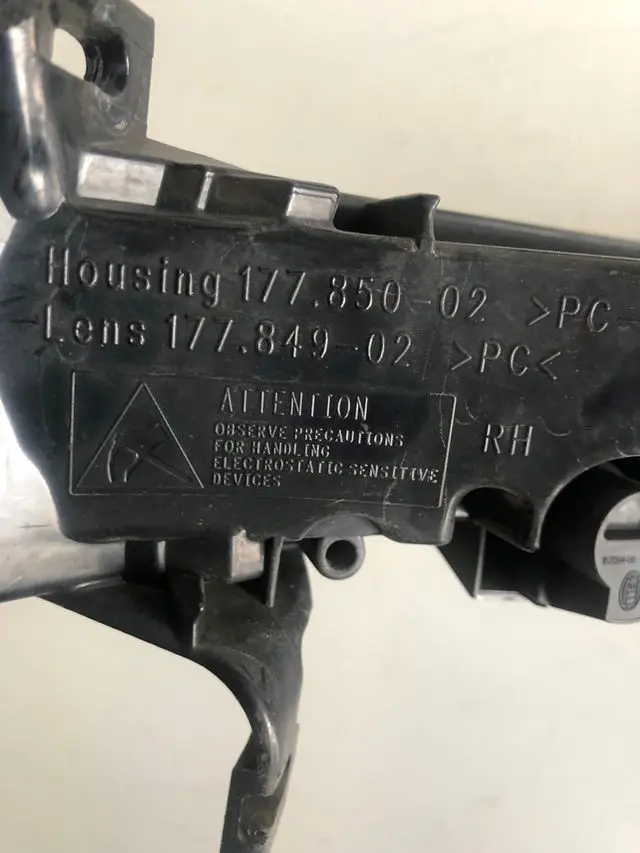 Housing 177.850-02 >PC-
Lens 177.849-02 >PC<
ATTENTION
OBSERVE PRECAUTIONS
FOR HANDLING
ELECTROSTATIC SENSITIVE
DEVICES
RH